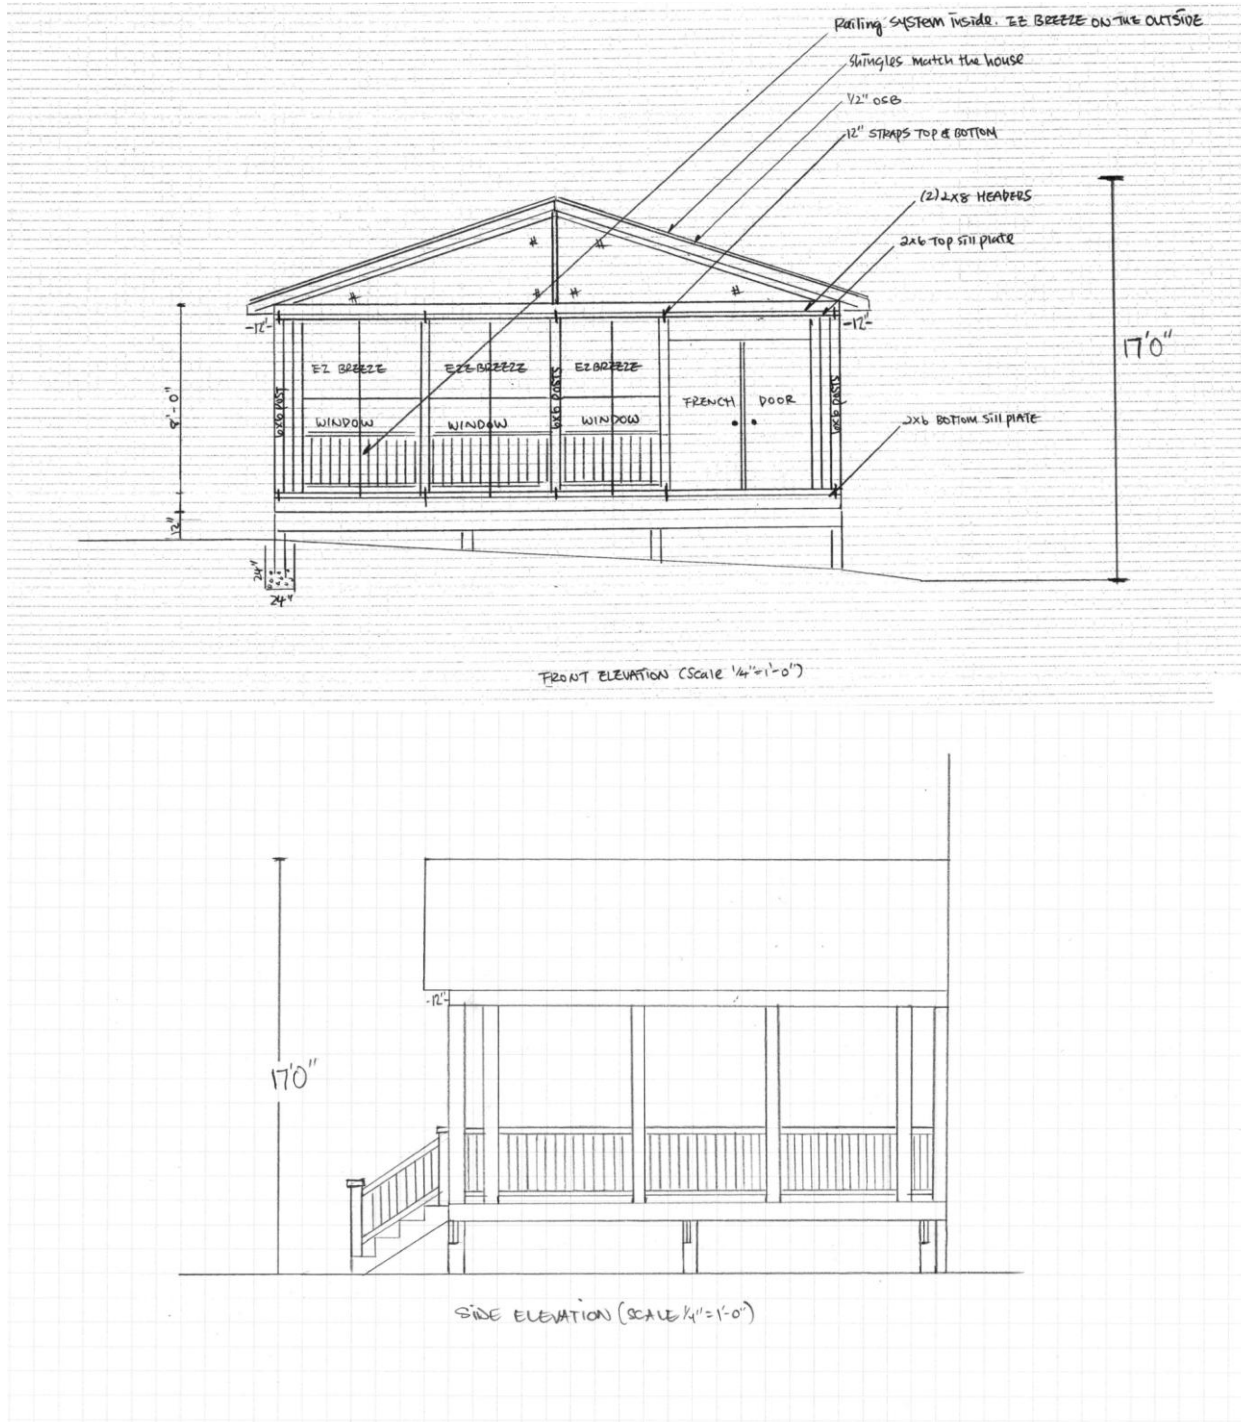 Railing system inside. EZ BREEZE ON THE OUTSIDE
shingles match the house
1/2" OSB
12" STRAPS TOP & BOTTOM
(2) 2x8 HEADERS
2x6 Top sill plate
-12"-
-12"-
17'0"
8'-0"
EZ BREEZE
EZE BREEZE
EZ BREEZE
6x6 POST
6x6 POSTS
6x6 POSTS
FRENCH DOOR
WINDOW
WINDOW
WINDOW
2x6 BOTTOM sill PLATE
12"
24"
24"
FRONT ELEVATION (Scale 1/4"=1'-0")
-12"-
17'0"
SIDE ELEVATION (SCALE 1/4"=1'-0")